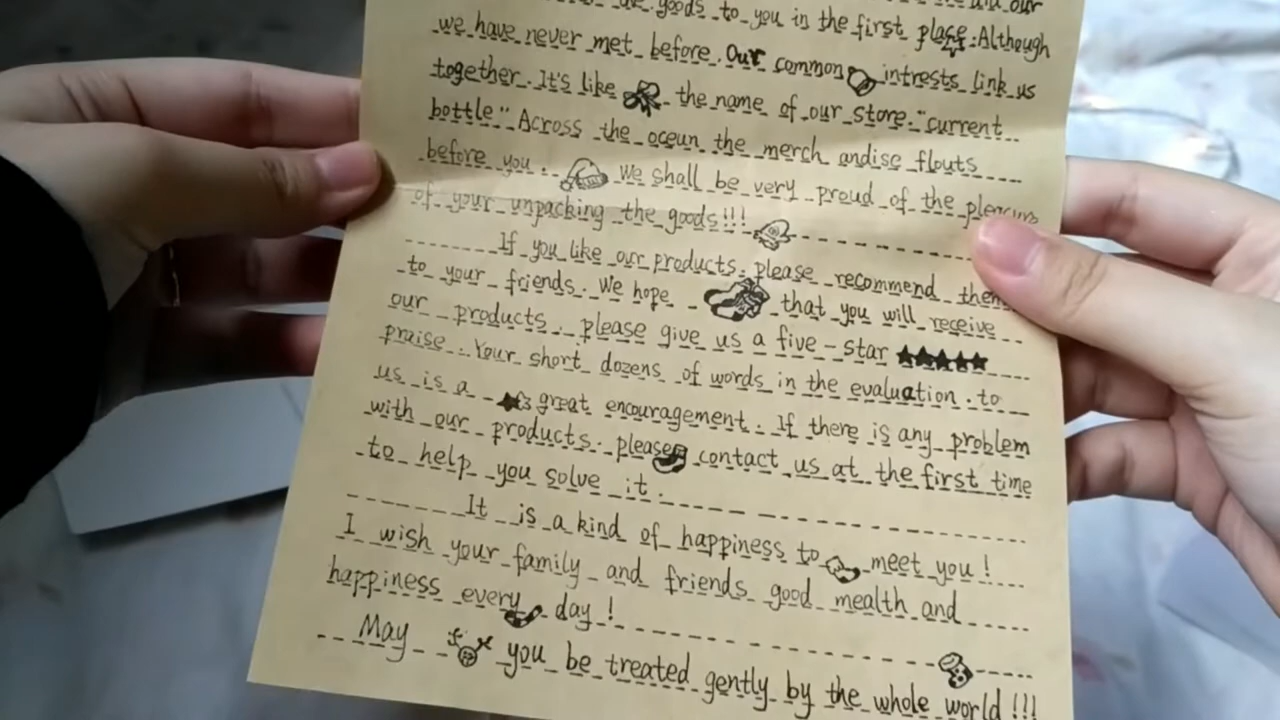 goods to you in the first place. Although
we have never met before. Our common intrests link us
together. It's like the name of our store. "current
bottle" Across the oceun the merch andise flouts
before you. We shall be very proud of the
of your unpacking the goods!!!
If you like our products. please recommend them
to your friends. We hope that you will receive
our products. please give us a five-star ★★★★★
praise. Your short dozens of words in the evaluation. to
us is a great encouragement. If there is any problem
with our products. please contact us at the first time
to help you solve it.
It is a kind of happiness to meet you!
I wish your family and friends good mealth and
happiness every day!
May you be treated gently by the whole world!!!